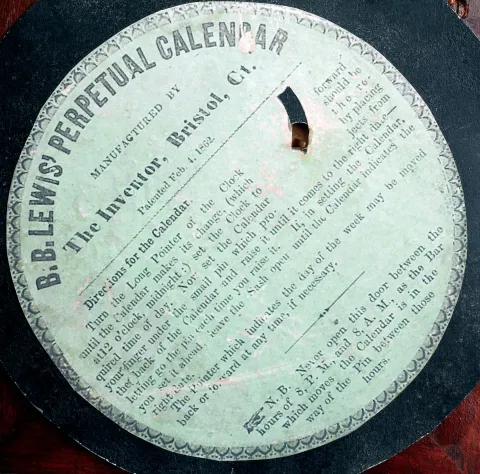 B.B. LEWIS' PERPETUAL CALENDAR
MANUFACTURED BY
The Inventor, Bristol, Ct.
Patented Feb. 4, 1862.
Directions for the Calendar.
Turn the Long Pointer of the Clock forward
until the Calendar makes its change, (which should be
at 12 o'clock, midnight,) set the Clock to the re-
quired time of day. Now set the Calendar by placing
your finger under the small pin which pro- jects from
the back of the Calendar and raise it until it comes to the right date—
letting go the pin each time you raise it. If, in setting the Calendar,
you get it ahead, leave the Sash open until the Calendar indicates the
right date.
The Pointer which indicates the day of the week may be moved
back or forward at any time, if necessary.
N. B. Never open this door between the
hours of 8, P. M., and 8, A. M., as the Bar
which moves the Calendar is in the
way of the Pin between those
hours.